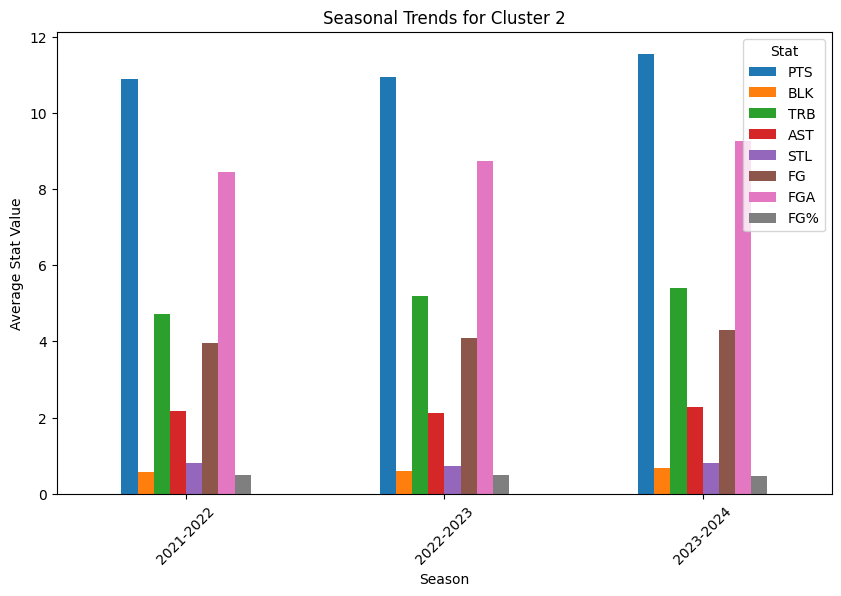 Seasonal Trends for Cluster 2
Average Stat Value
12
10
8
6
4
2
0
Stat
PTS
BLK
TRB
AST
STL
FG
FGA
FG%
2021-2022
2022-2023
2023-2024
Season